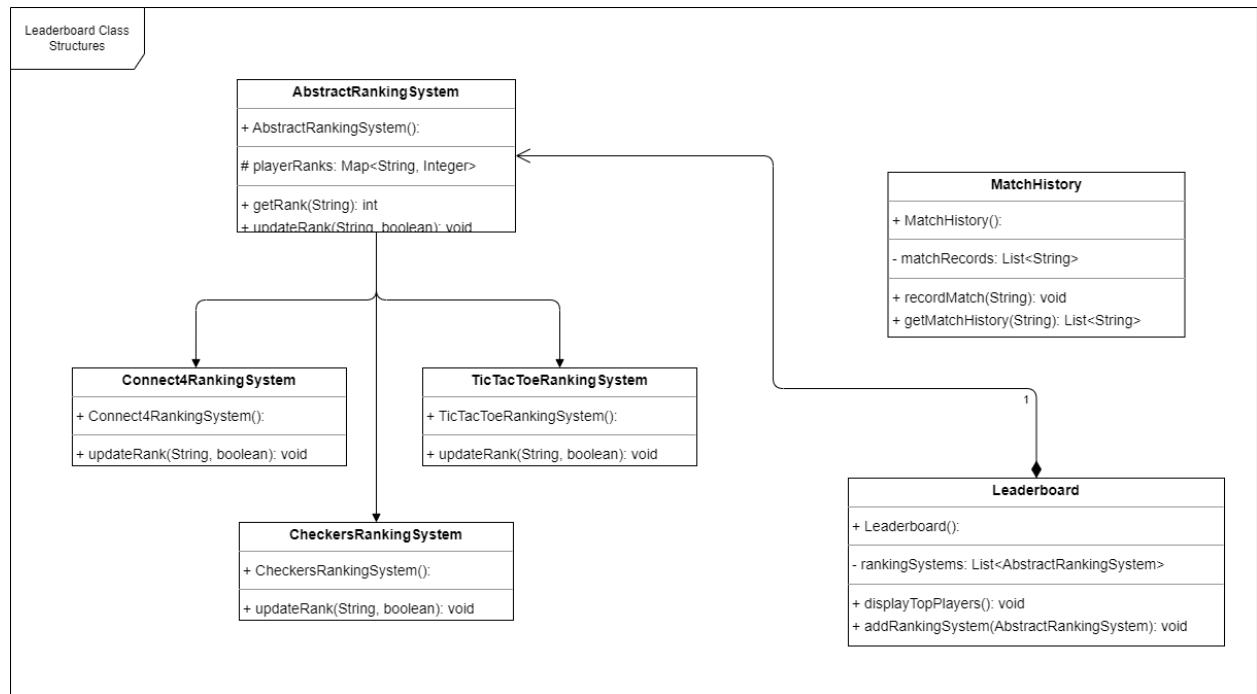 Leaderboard Class
Structures
AbstractRankingSystem
+ AbstractRankingSystem():
# playerRanks: Map<String, Integer>
+ getRank(String): int
+ updateRank(String, boolean): void
MatchHistory
+ MatchHistory():
- matchRecords: List<String>
+ recordMatch(String): void
+ getMatchHistory(String): List<String>
Connect4RankingSystem
+ Connect4RankingSystem():
+ updateRank(String, boolean): void
TicTacToeRankingSystem
+ TicTacToeRankingSystem():
+ updateRank(String, boolean): void
1
Leaderboard
+ Leaderboard():
- rankingSystems: List<AbstractRankingSystem>
+ displayTopPlayers(): void
+ addRankingSystem(AbstractRankingSystem): void
CheckersRankingSystem
+ CheckersRankingSystem():
+ updateRank(String, boolean): void